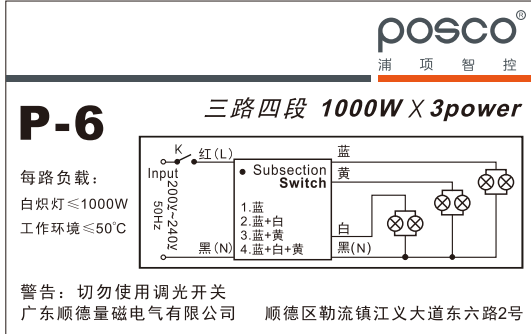 posco®
浦项智控
P-6
三路四段 1000W X 3power
每路负载：
白炽灯≤1000W
工作环境≤50℃
K
红(L)
Input
200V~240V
50Hz
黑(N)
Subsection
Switch
1.蓝
2.蓝+白
3.蓝+黄
4.蓝+白+黄
蓝
黄
白
黑(N)
警告：切勿使用调光开关
广东顺德量磁电气有限公司 顺德区勒流镇江义大道东六路2号